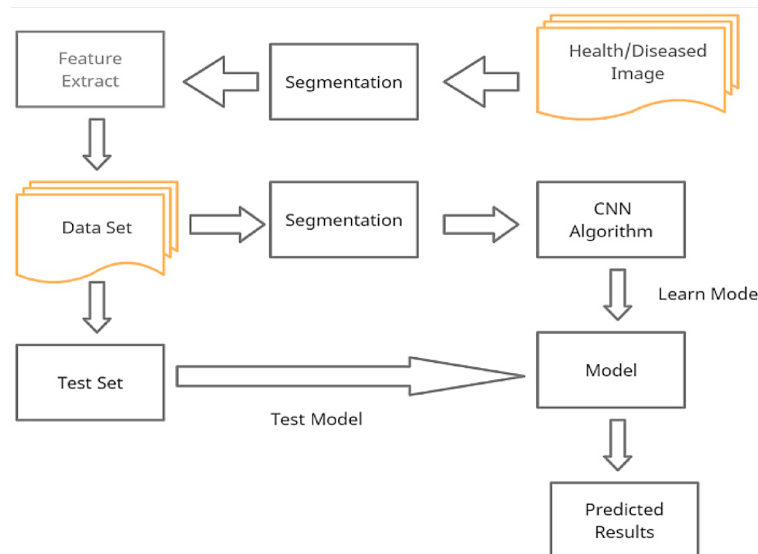 Feature
Extract
Segmentation
Health/Diseased
Image
Data Set
Segmentation
CNN
Algorithm
Learn Mode
Test Set
Model
Test Model
Predicted
Results